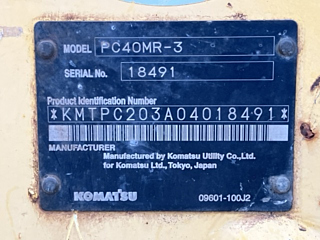 MODEL PC40MR-3
SERIAL No. 18491
Product Identification Number
*KMTPC203A04018491*
MANUFACTURER
Manufactured by Komatsu Utility Co.,Ltd.
for Komatsu Ltd.,Tokyo, Japan
KOMATSU 09601-100J2